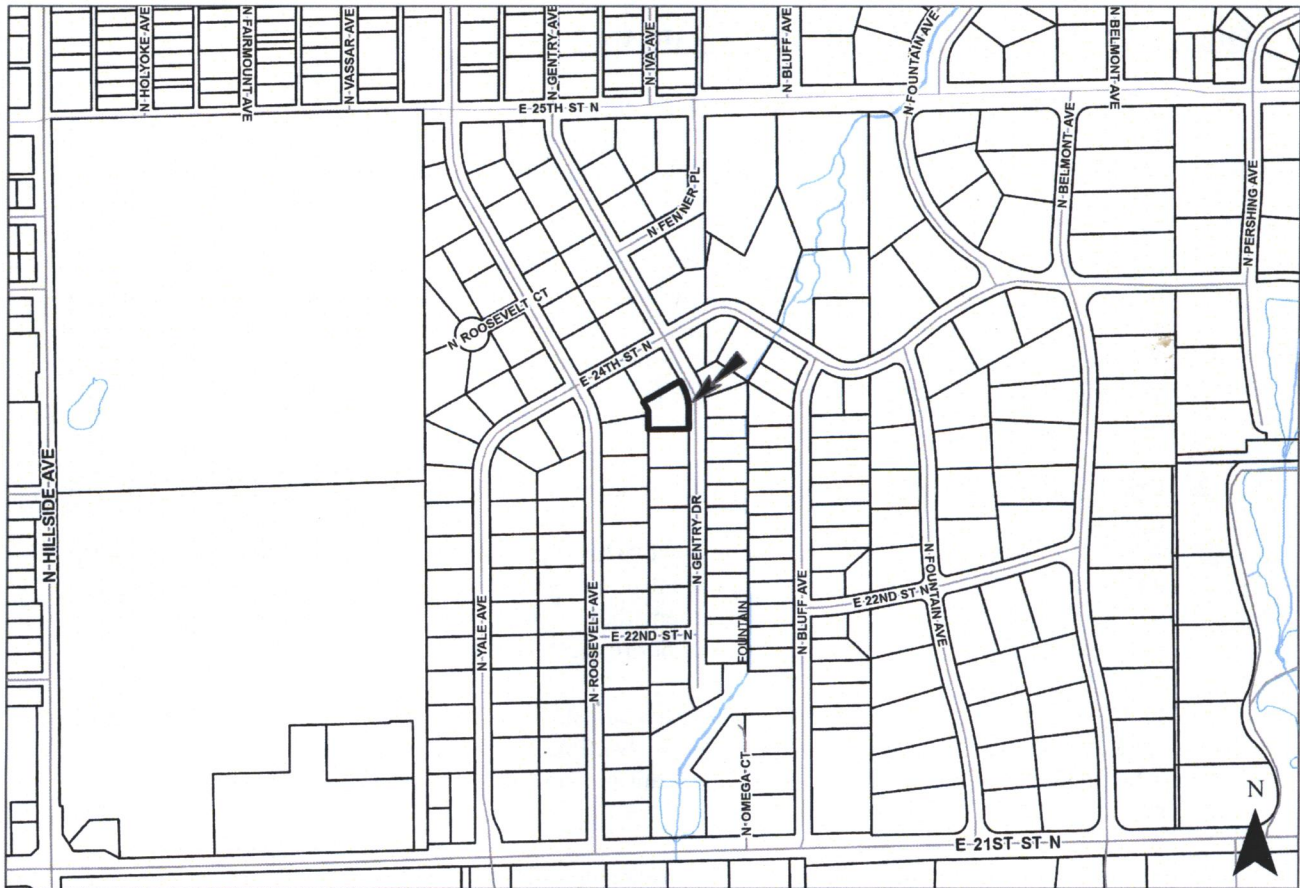 N HOLYOKE AVE
N FAIRMOUNT AVE
N VASSAR AVE
N GENTRY AVE
N IVA AVE
N BLUFF AVE
N FOUNTAIN AVE
N BELMONT AVE
E 25TH ST N
N FENNER PL
N BELMONT AVE
N PERSHING AVE
N ROOSEVELT CT
E 24TH ST N
N HILLSIDE AVE
N GENTRY DR
N YALE AVE
N ROOSEVELT AVE
E 22ND ST N
FOUNTAIN
N BLUFF AVE
E 22ND ST N
N FOUNTAIN AVE
N OMEGA CT
E 21ST ST N
N